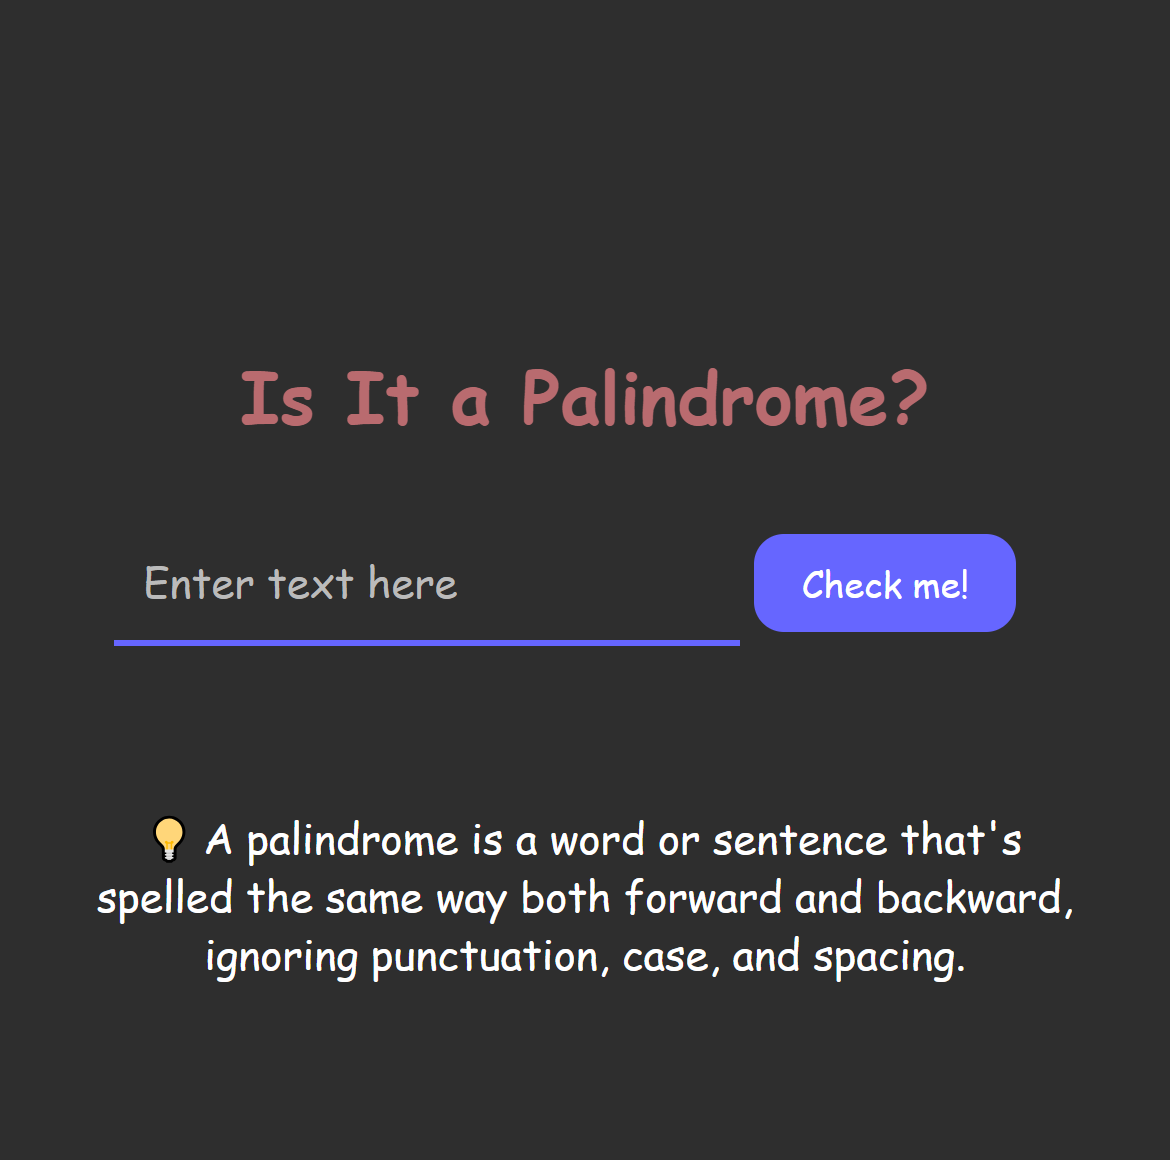 Is It a Palindrome?
Enter text here
Check me!
💡 A palindrome is a word or sentence that's
spelled the same way both forward and backward,
ignoring punctuation, case, and spacing.